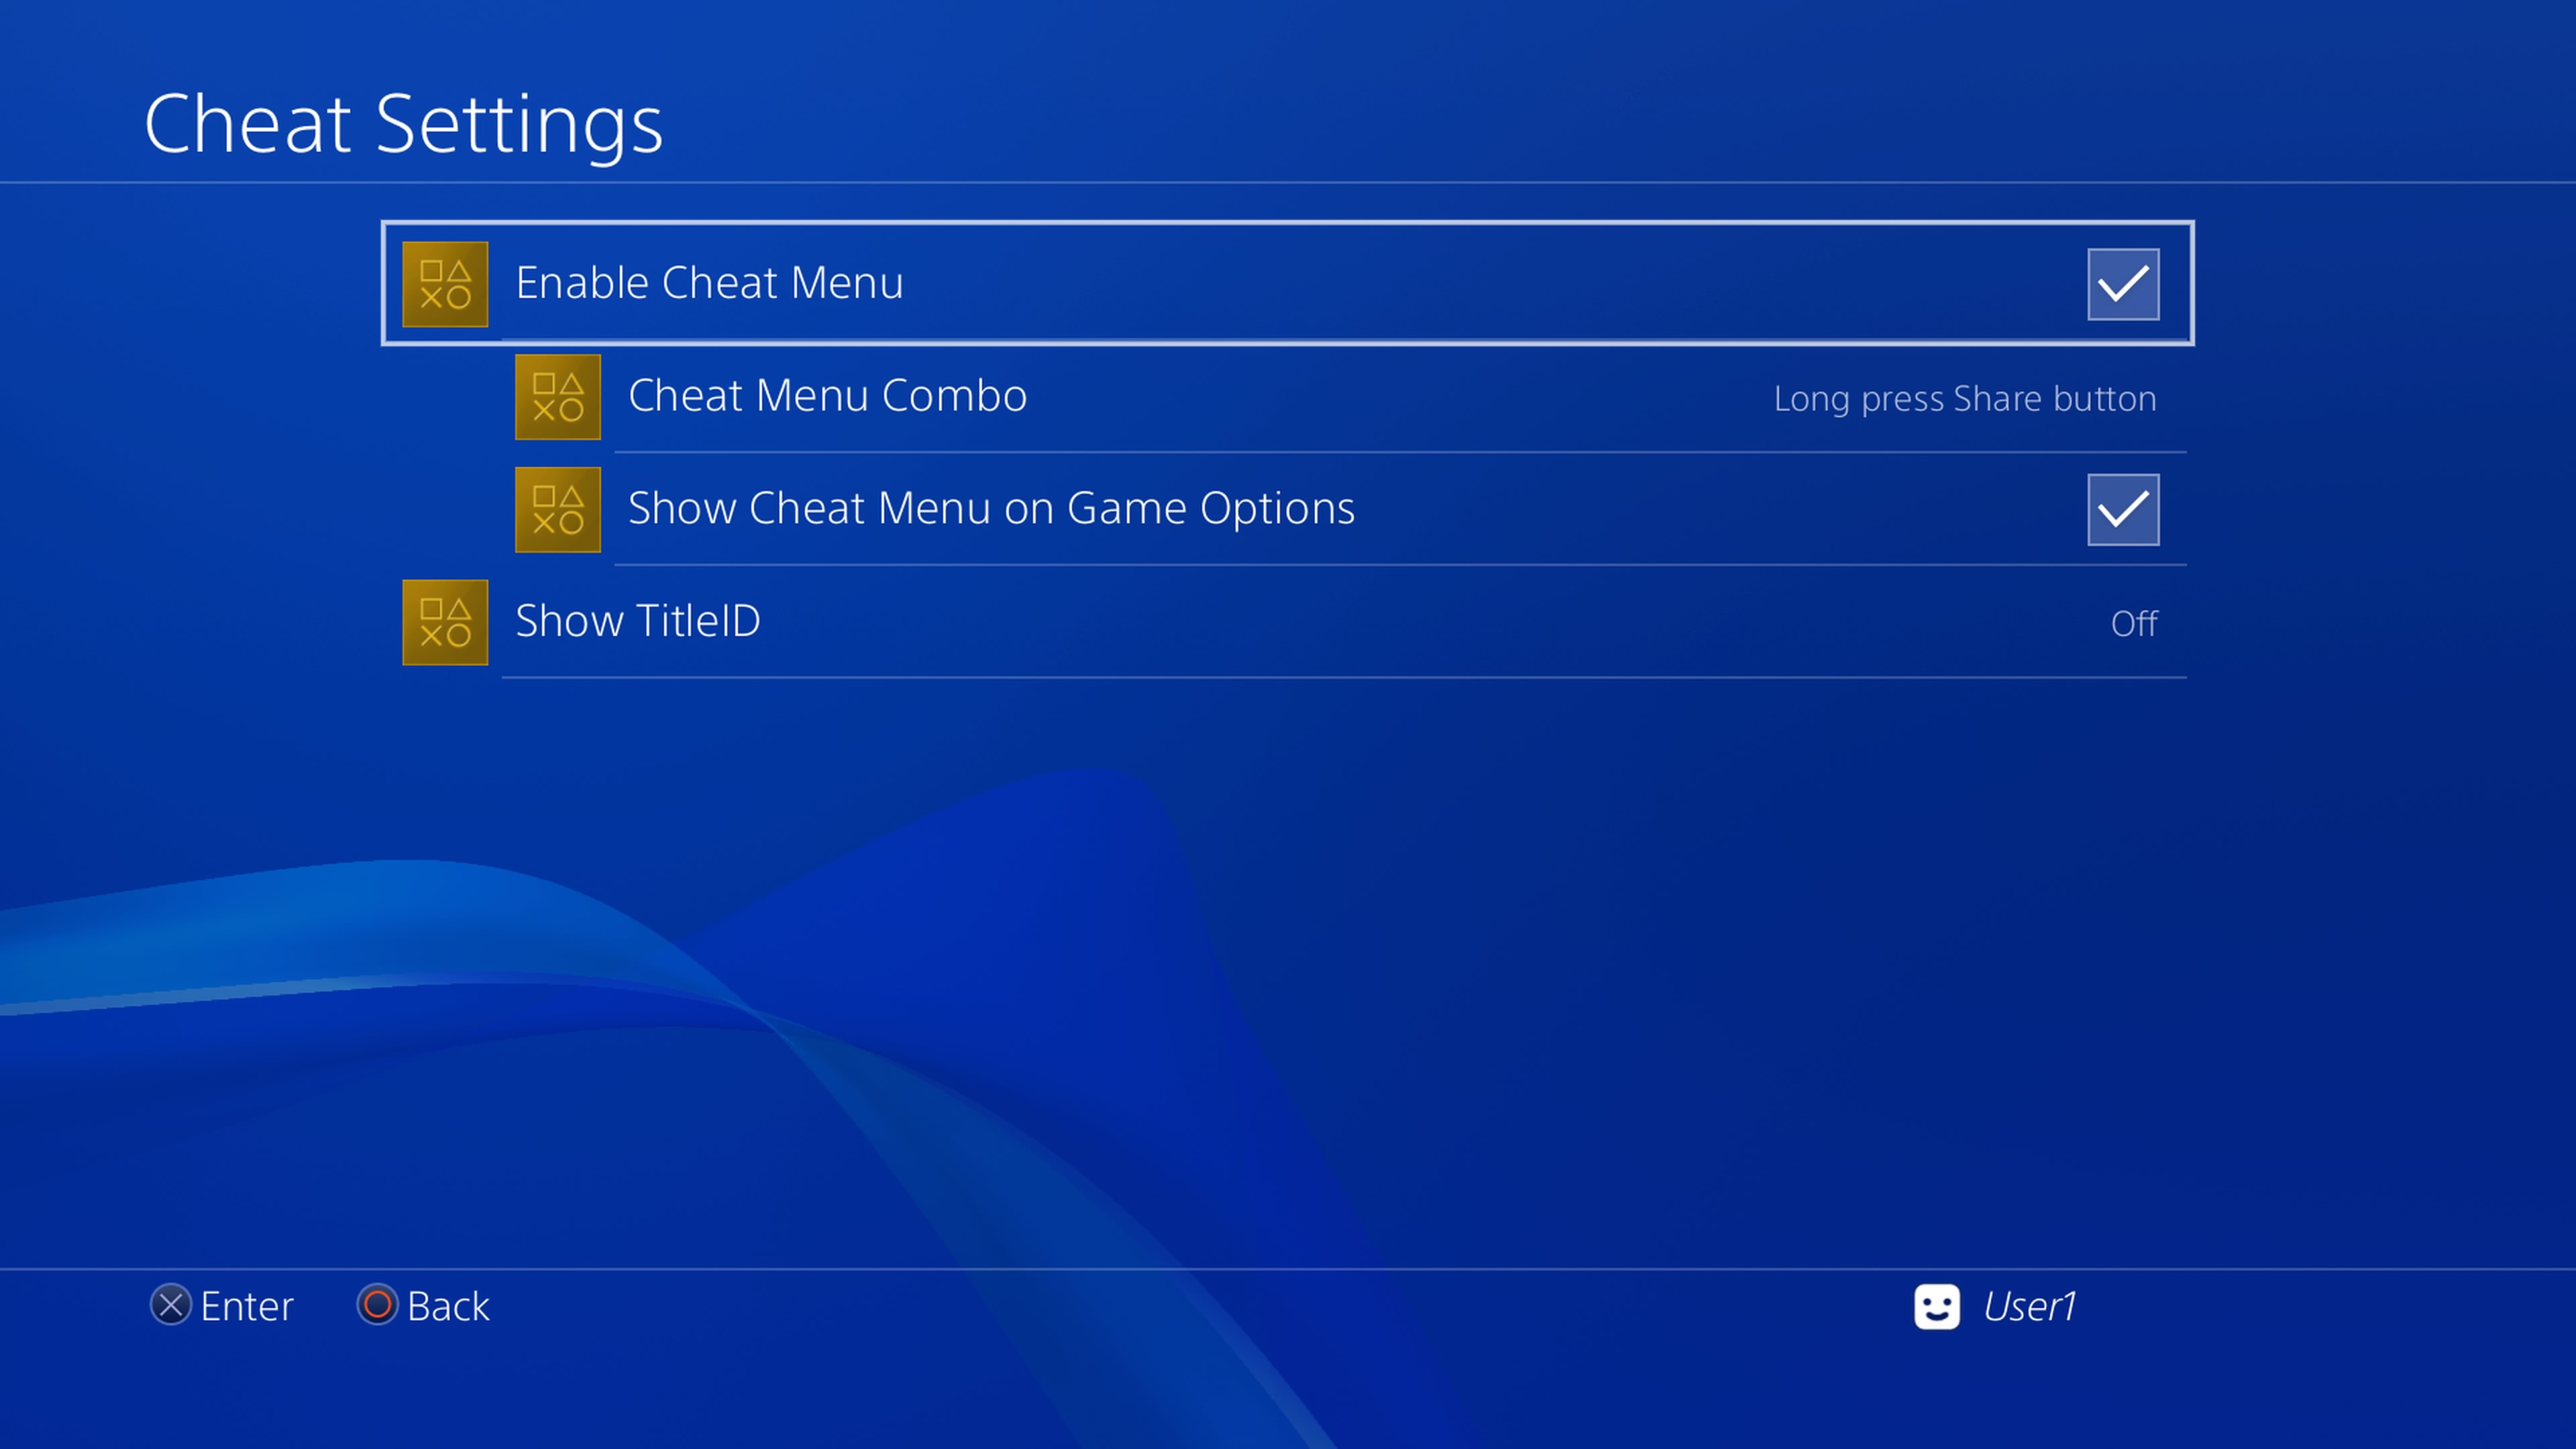 Cheat Settings
Enable Cheat Menu
Cheat Menu Combo Long press Share button
Show Cheat Menu on Game Options
Show TitleID Off
Enter Back User1